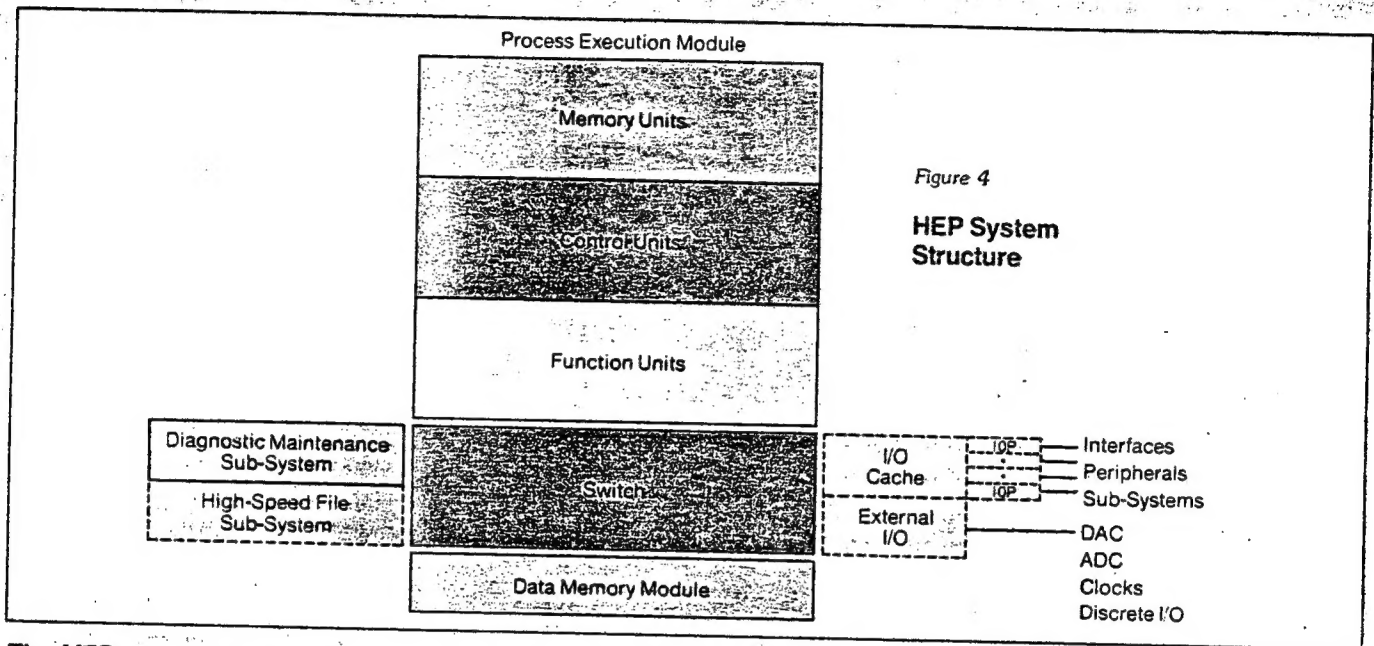 Process Execution Module
Memory Units
Control Units
Function Units
Figure 4
HEP System
Structure
Diagnostic Maintenance
Sub-System
High-Speed File
Sub-System
Switch
Data Memory Module
I/O
Cache
External
I/O
IOP
IOP
Interfaces
Peripherals
Sub-Systems
DAC
ADC
Clocks
Discrete I/O